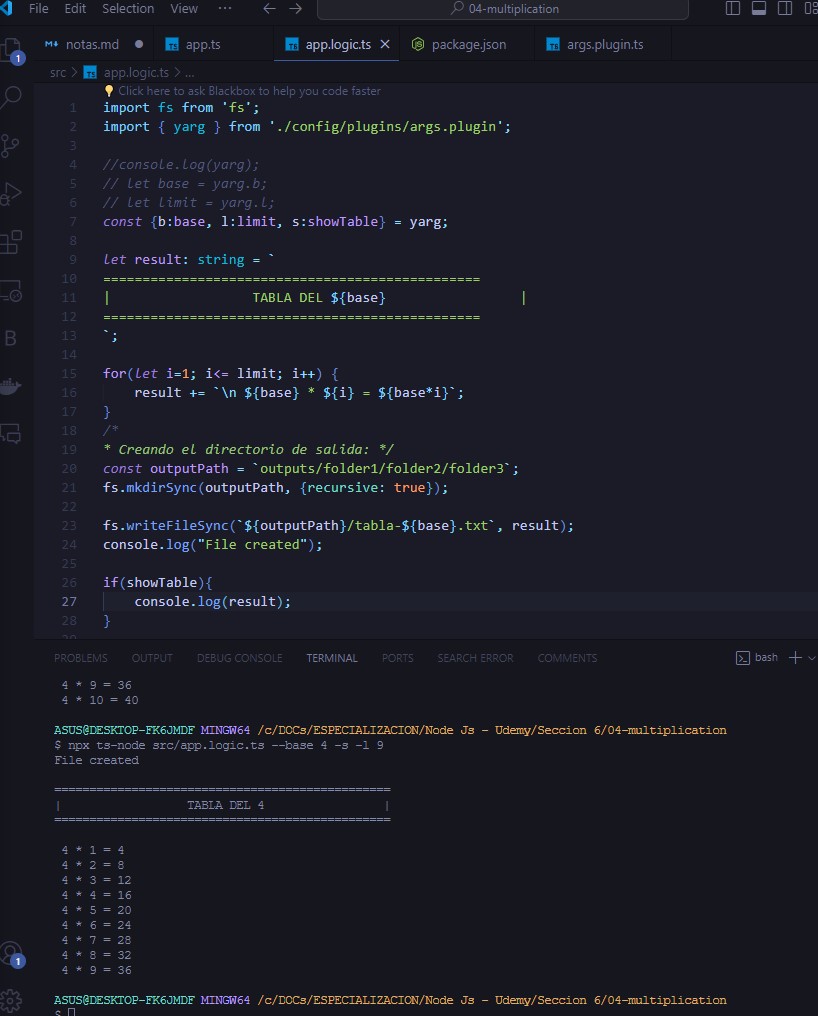 File Edit Selection View ··· ← → 04-multiplication
notas.md app.ts app.logic.ts package.json args.plugin.ts
src > app.logic.ts > ...
Click here to ask Blackbox to help you code faster
1 import fs from 'fs';
2 import { yarg } from './config/plugins/args.plugin';
3
4 //console.log(yarg);
5 // let base = yarg.b;
6 // let limit = yarg.l;
7 const {b:base, l:limit, s:showTable} = yarg;
8
9 let result: string = `
10 ================================================
11 | TABLA DEL ${base} |
12 ================================================
13 `;
14
15 for(let i=1; i<= limit; i++) {
16 result += `\n ${base} * ${i} = ${base*i}`;
17 }
18 /*
19 * Creando el directorio de salida: */
20 const outputPath = `outputs/folder1/folder2/folder3`;
21 fs.mkdirSync(outputPath, {recursive: true});
22
23 fs.writeFileSync(`${outputPath}/tabla-${base}.txt`, result);
24 console.log("File created");
25
26 if(showTable){
27 console.log(result);
28 }
PROBLEMS OUTPUT DEBUG CONSOLE TERMINAL PORTS SEARCH ERROR COMMENTS bash
4 * 9 = 36
4 * 10 = 40
ASUS@DESKTOP-FK6JMDF MINGW64 /c/DOCs/ESPECIALIZACION/Node Js - Udemy/Seccion 6/04-multiplication
$ npx ts-node src/app.logic.ts --base 4 -s -l 9
File created
================================================
| TABLA DEL 4 |
================================================
4 * 1 = 4
4 * 2 = 8
4 * 3 = 12
4 * 4 = 16
4 * 5 = 20
4 * 6 = 24
4 * 7 = 28
4 * 8 = 32
4 * 9 = 36
ASUS@DESKTOP-FK6JMDF MINGW64 /c/DOCs/ESPECIALIZACION/Node Js - Udemy/Seccion 6/04-multiplication
$